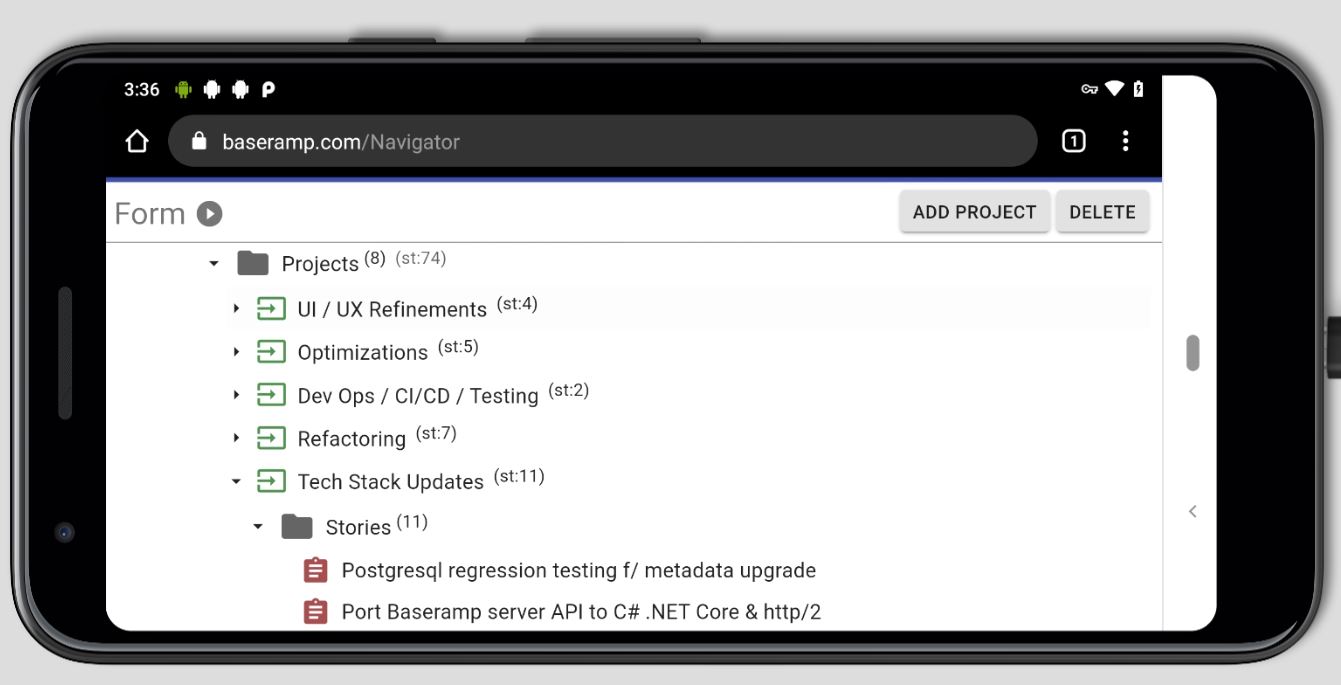 3:36
1
baseramp.com/Navigator
Form
ADD PROJECT
DELETE
Projects (8) (st:74)
UI / UX Refinements (st:4)
Optimizations (st:5)
Dev Ops / CI/CD / Testing (st:2)
Refactoring (st:7)
Tech Stack Updates (st:11)
Stories (11)
Postgresql regression testing f/ metadata upgrade
Port Baseramp server API to C# .NET Core & http/2